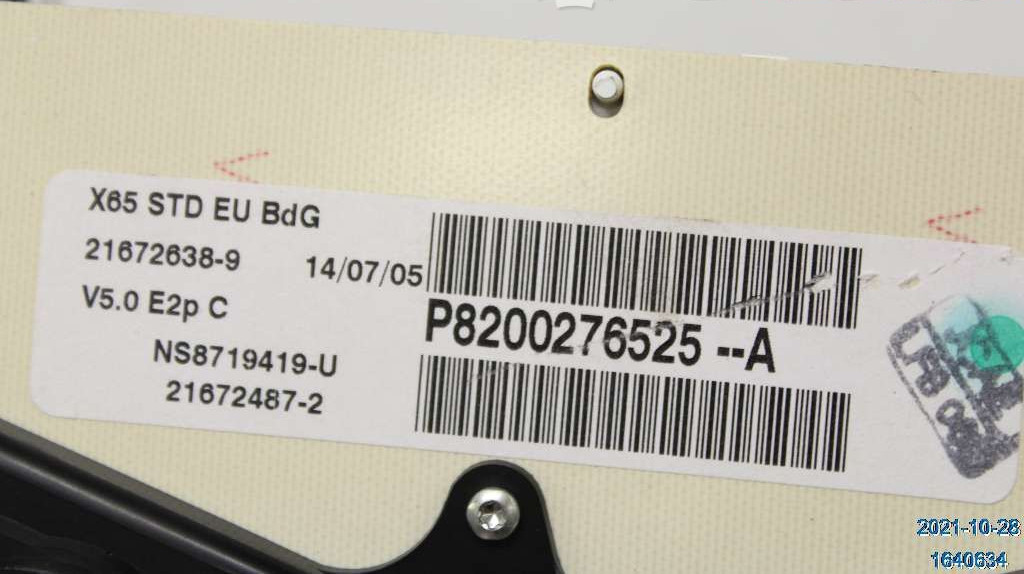 X65 STD EU BdG
21672638-9
14/07/05
V5.0 E2p C
P8200276525 --A
NS8719419-U
21672487-2
2021-10-28
1640634